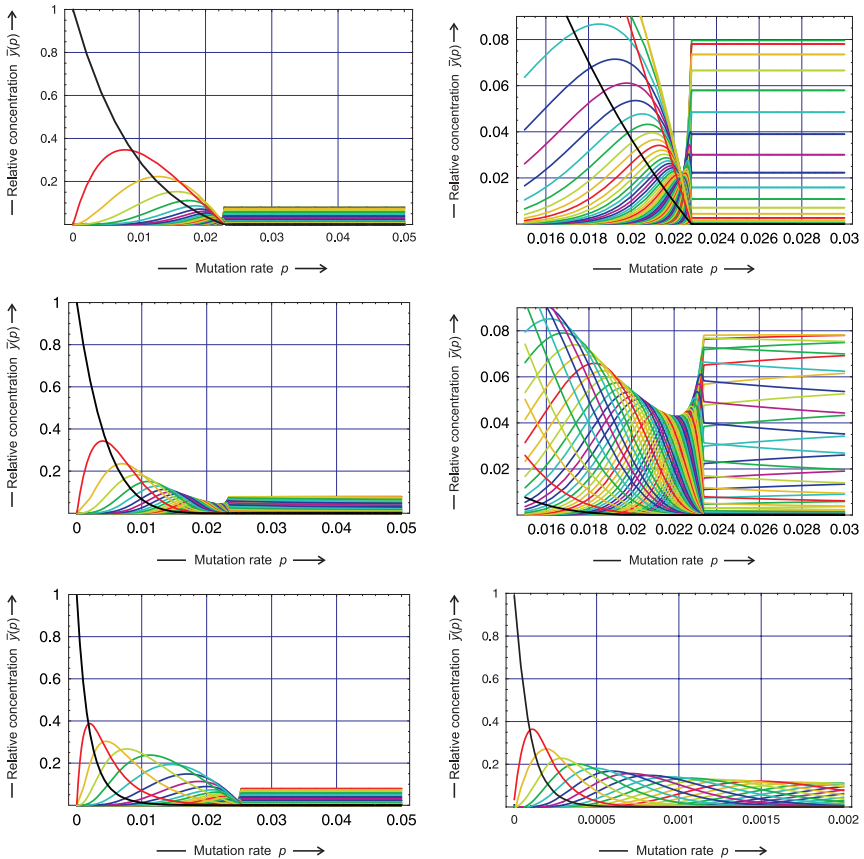 Relative concentration ȳ(p)
1
0.8
0.6
0.4
0.2
0 0.01 0.02 0.03 0.04 0.05
Mutation rate p
Relative concentration ȳ(p)
0.08
0.06
0.04
0.02
0.016 0.018 0.02 0.022 0.024 0.026 0.028 0.03
Mutation rate p
Relative concentration ȳ(p)
1
0.8
0.6
0.4
0.2
0 0.01 0.02 0.03 0.04 0.05
Mutation rate p
Relative concentration ȳ(p)
0.08
0.06
0.04
0.02
0.016 0.018 0.02 0.022 0.024 0.026 0.028 0.03
Mutation rate p
Relative concentration ȳ(p)
1
0.8
0.6
0.4
0.2
0 0.01 0.02 0.03 0.04 0.05
Mutation rate p
Relative concentration ȳ(p)
1
0.8
0.6
0.4
0.2
0 0.0005 0.001 0.0015 0.002
Mutation rate p